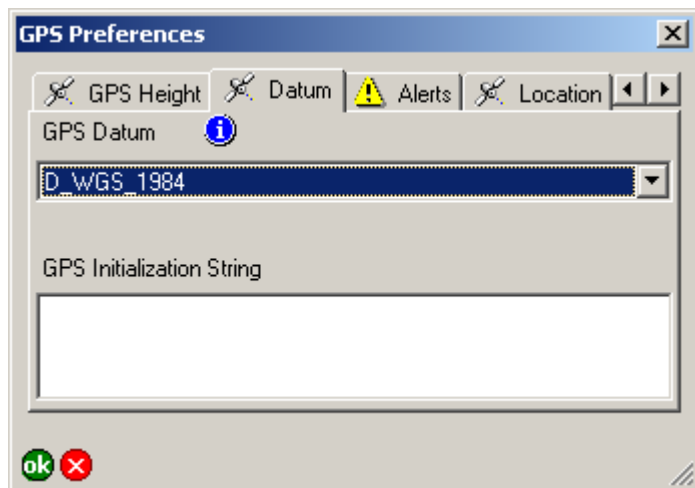 GPS Preferences
GPS Height Datum Alerts Location
GPS Datum
D_WGS_1984
GPS Initialization String
ok